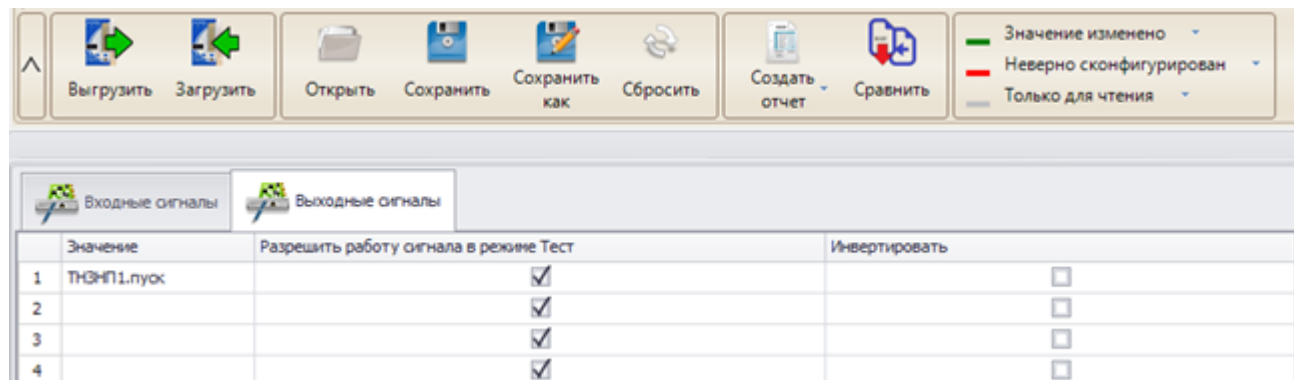 Выгрузить Загрузить Открыть Сохранить Сохранить как Сбросить Создать отчет Сравнить
Значение изменено
Неверно сконфигурирован
Только для чтения
Входные сигналы Выходные сигналы
Значение Разрешить работу сигнала в режиме Тест Инвертировать
1 ТНЗНП1.пуск
2
3
4